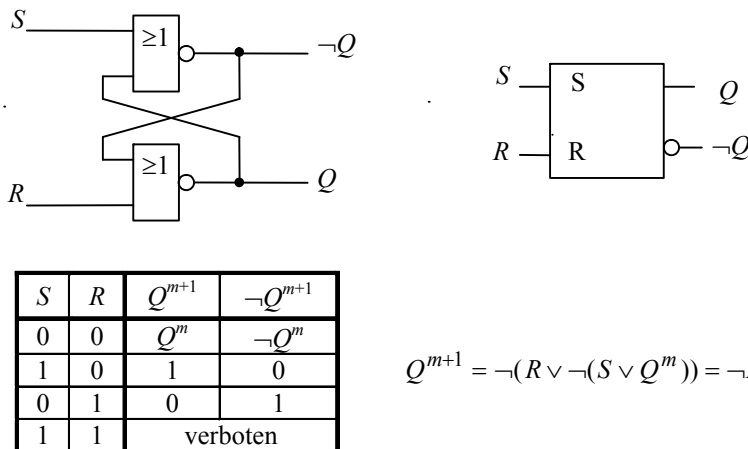 S
≥1
¬Q
≥1
Q
R
S S Q
R R ¬Q
S R Q^{m+1} ¬Q^{m+1}
0 0 Q^m ¬Q^m
1 0 1 0
0 1 0 1
1 1 verboten
Q^{m+1} = ¬(R ∨ ¬(S ∨ Q^m)) = ¬